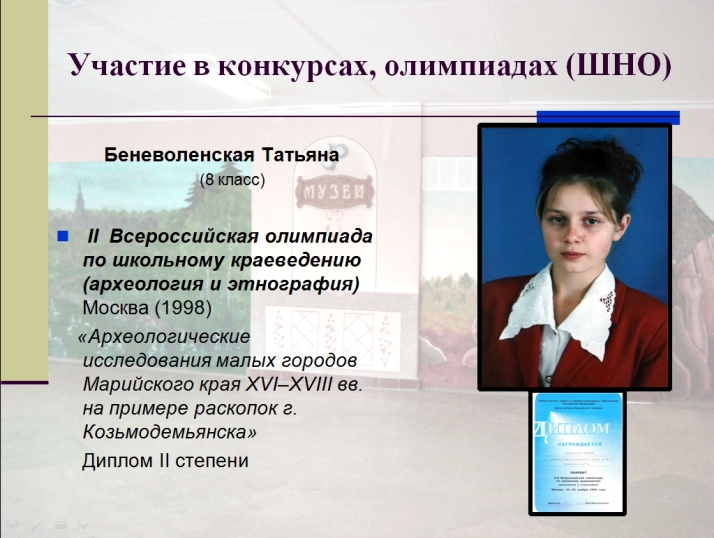 Участие в конкурсах, олимпиадах (ШНО)
Беневоленская Татьяна
(8 класс)
II Всероссийская олимпиада
по школьному краеведению
(археология и этнография)
Москва (1998)
«Археологические
исследования малых городов
Марийского края XVI–XVIII вв.
на примере раскопок г.
Козьмодемьянска»
Диплом II степени
МУЗЕЙ
ДИПЛОМ
НАГРАЖДАЕТСЯ